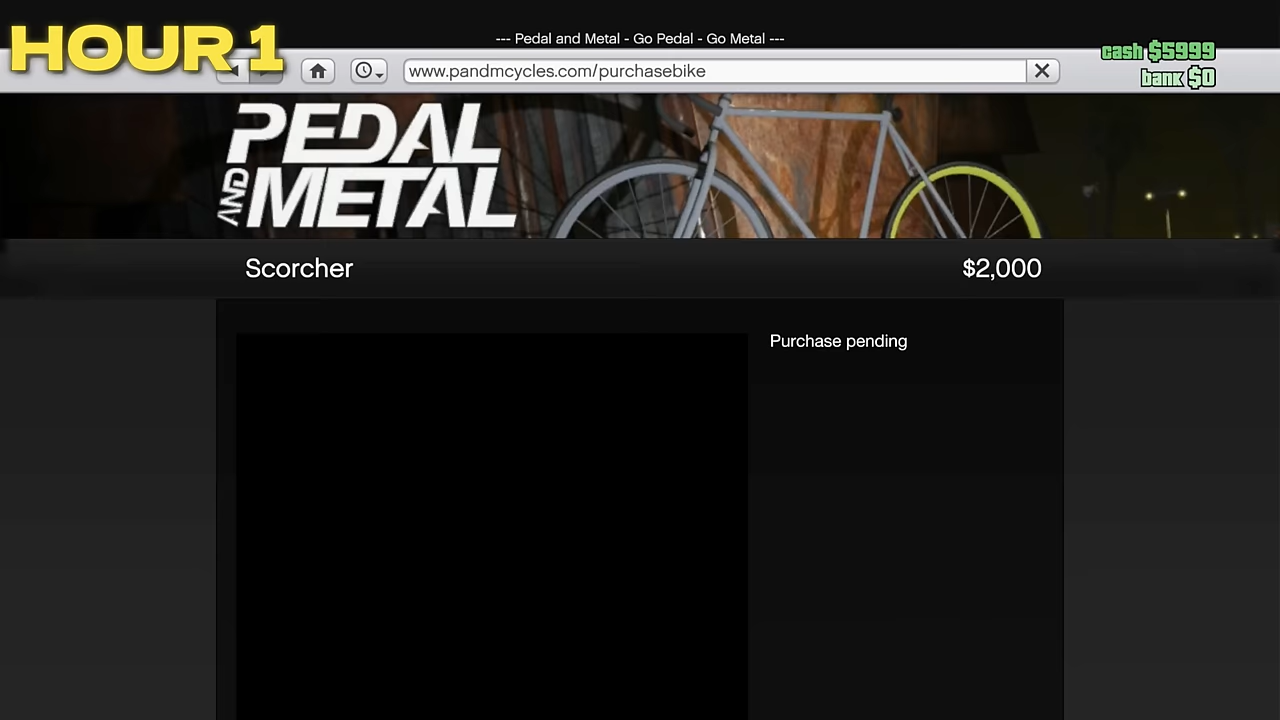 HOUR 1
--- Pedal and Metal - Go Pedal - Go Metal ---
www.pandmcycles.com/purchasebike
cash $5999
bank $0
PEDAL
AND METAL
Scorcher
$2,000
Purchase pending